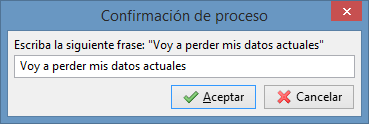 Confirmación de proceso
Escriba la siguiente frase: "Voy a perder mis datos actuales"
Voy a perder mis datos actuales
Aceptar
Cancelar